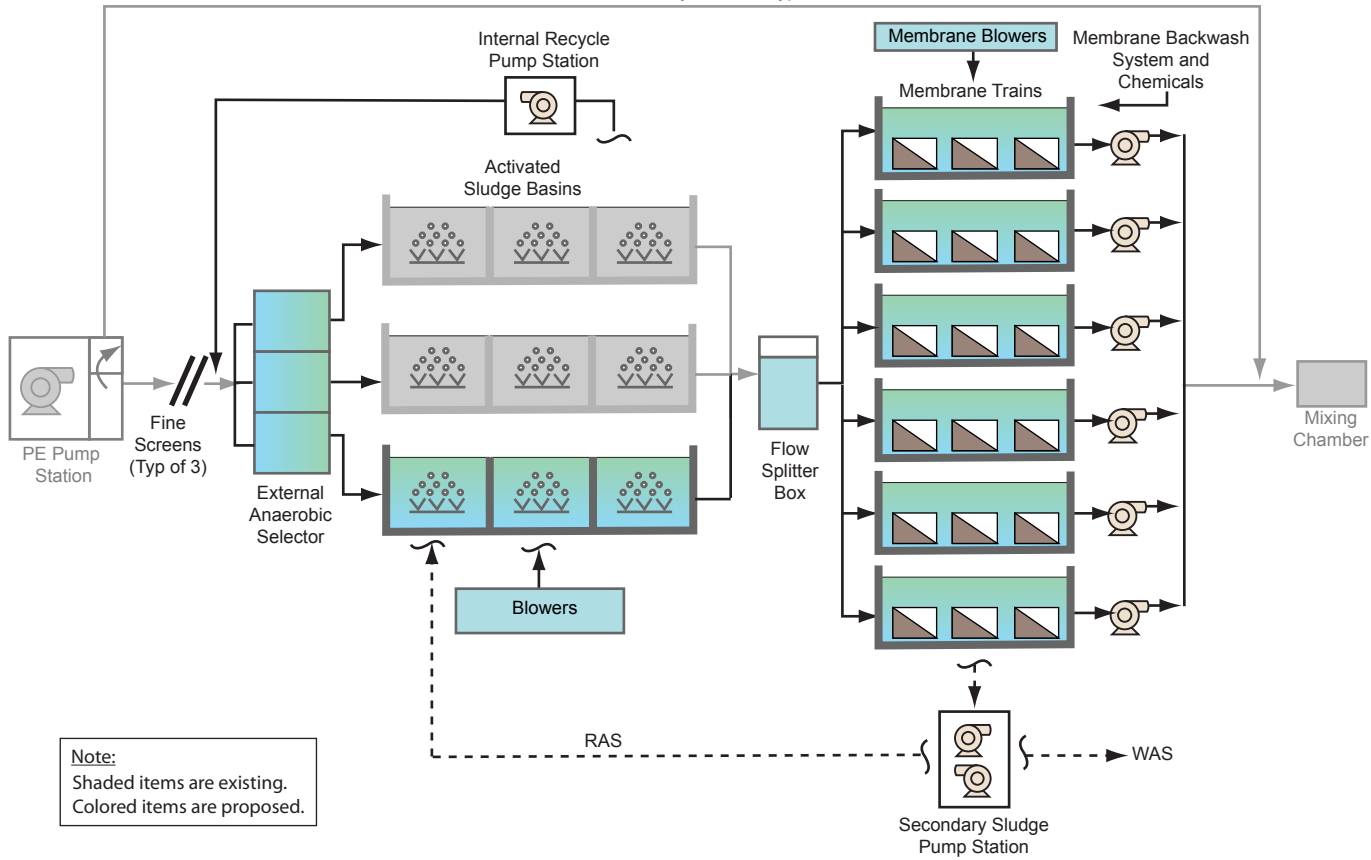 Internal Recycle
Pump Station
Membrane Blowers
Membrane Backwash
System and
Chemicals
Membrane Trains
Activated
Sludge Basins
PE Pump
Station
Fine
Screens
(Typ of 3)
External
Anaerobic
Selector
Flow
Splitter
Box
Mixing
Chamber
Blowers
RAS
WAS
Secondary Sludge
Pump Station
Note:
Shaded items are existing.
Colored items are proposed.